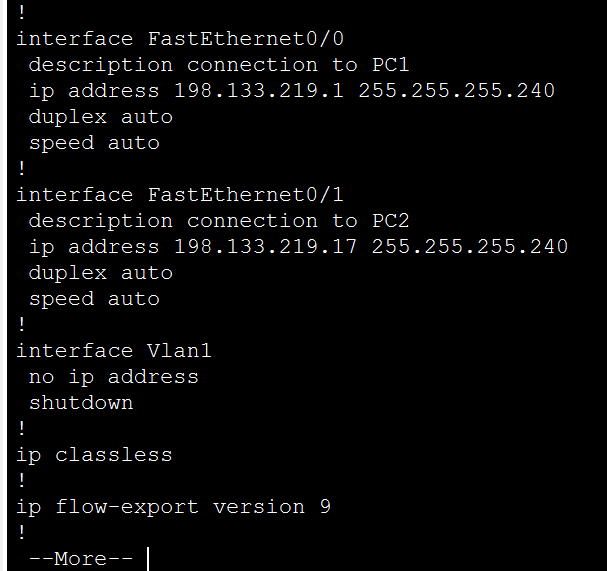 !
interface FastEthernet0/0
 description connection to PC1
 ip address 198.133.219.1 255.255.255.240
 duplex auto
 speed auto
!
interface FastEthernet0/1
 description connection to PC2
 ip address 198.133.219.17 255.255.255.240
 duplex auto
 speed auto
!
interface Vlan1
 no ip address
 shutdown
!
ip classless
!
ip flow-export version 9
!
 --More--